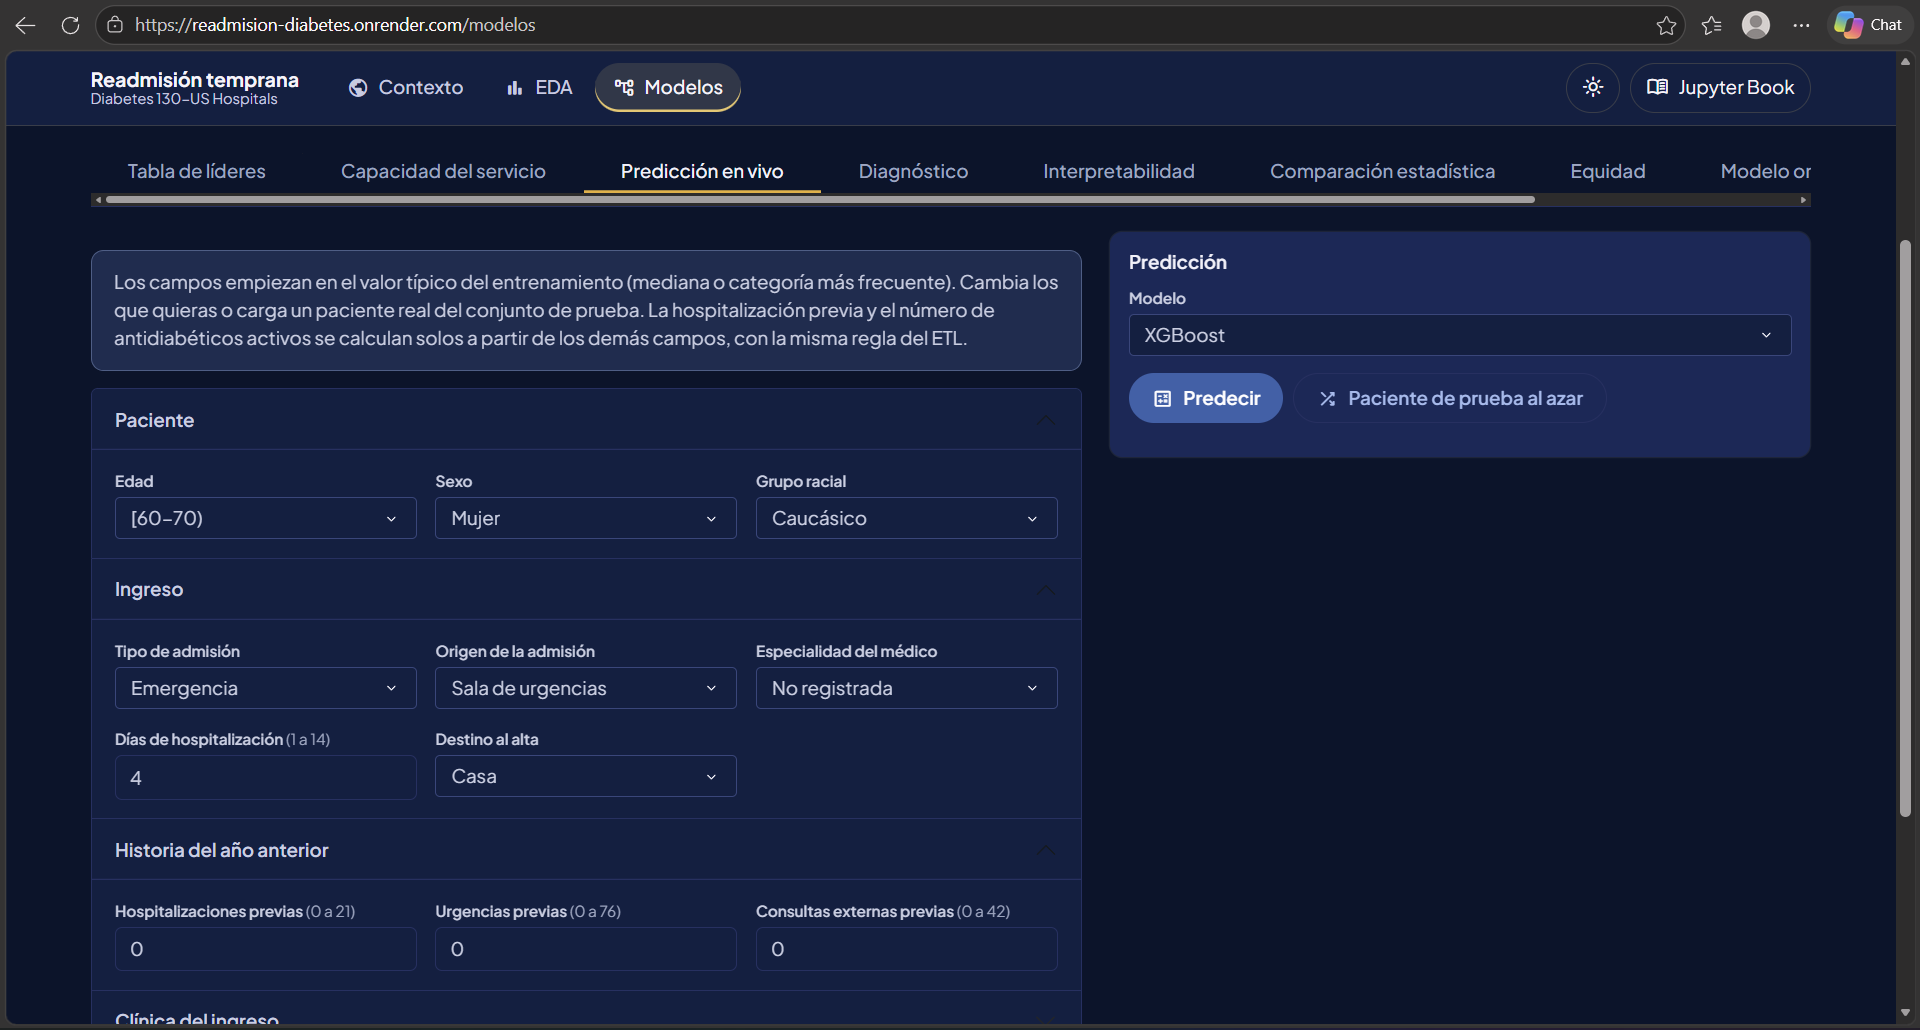 https://readmision-diabetes.onrender.com/modelos
Chat
Readmisión temprana
Diabetes 130-US Hospitals
Contexto
EDA
Modelos
Jupyter Book
Tabla de líderes
Capacidad del servicio
Predicción en vivo
Diagnóstico
Interpretabilidad
Comparación estadística
Equidad
Modelo or
Los campos empiezan en el valor típico del entrenamiento (mediana o categoría más frecuente). Cambia los
que quieras o carga un paciente real del conjunto de prueba. La hospitalización previa y el número de
antidiabéticos activos se calculan solos a partir de los demás campos, con la misma regla del ETL.
Predicción
Modelo
XGBoost
Predecir
Paciente de prueba al azar
Paciente
Edad
Sexo
Grupo racial
[60-70)
Mujer
Caucásico
Ingreso
Tipo de admisión
Origen de la admisión
Especialidad del médico
Emergencia
Sala de urgencias
No registrada
Días de hospitalización (1 a 14)
Destino al alta
4
Casa
Historia del año anterior
Hospitalizaciones previas (0 a 21)
Urgencias previas (0 a 76)
Consultas externas previas (0 a 42)
0
0
0
Clínica del ingreso